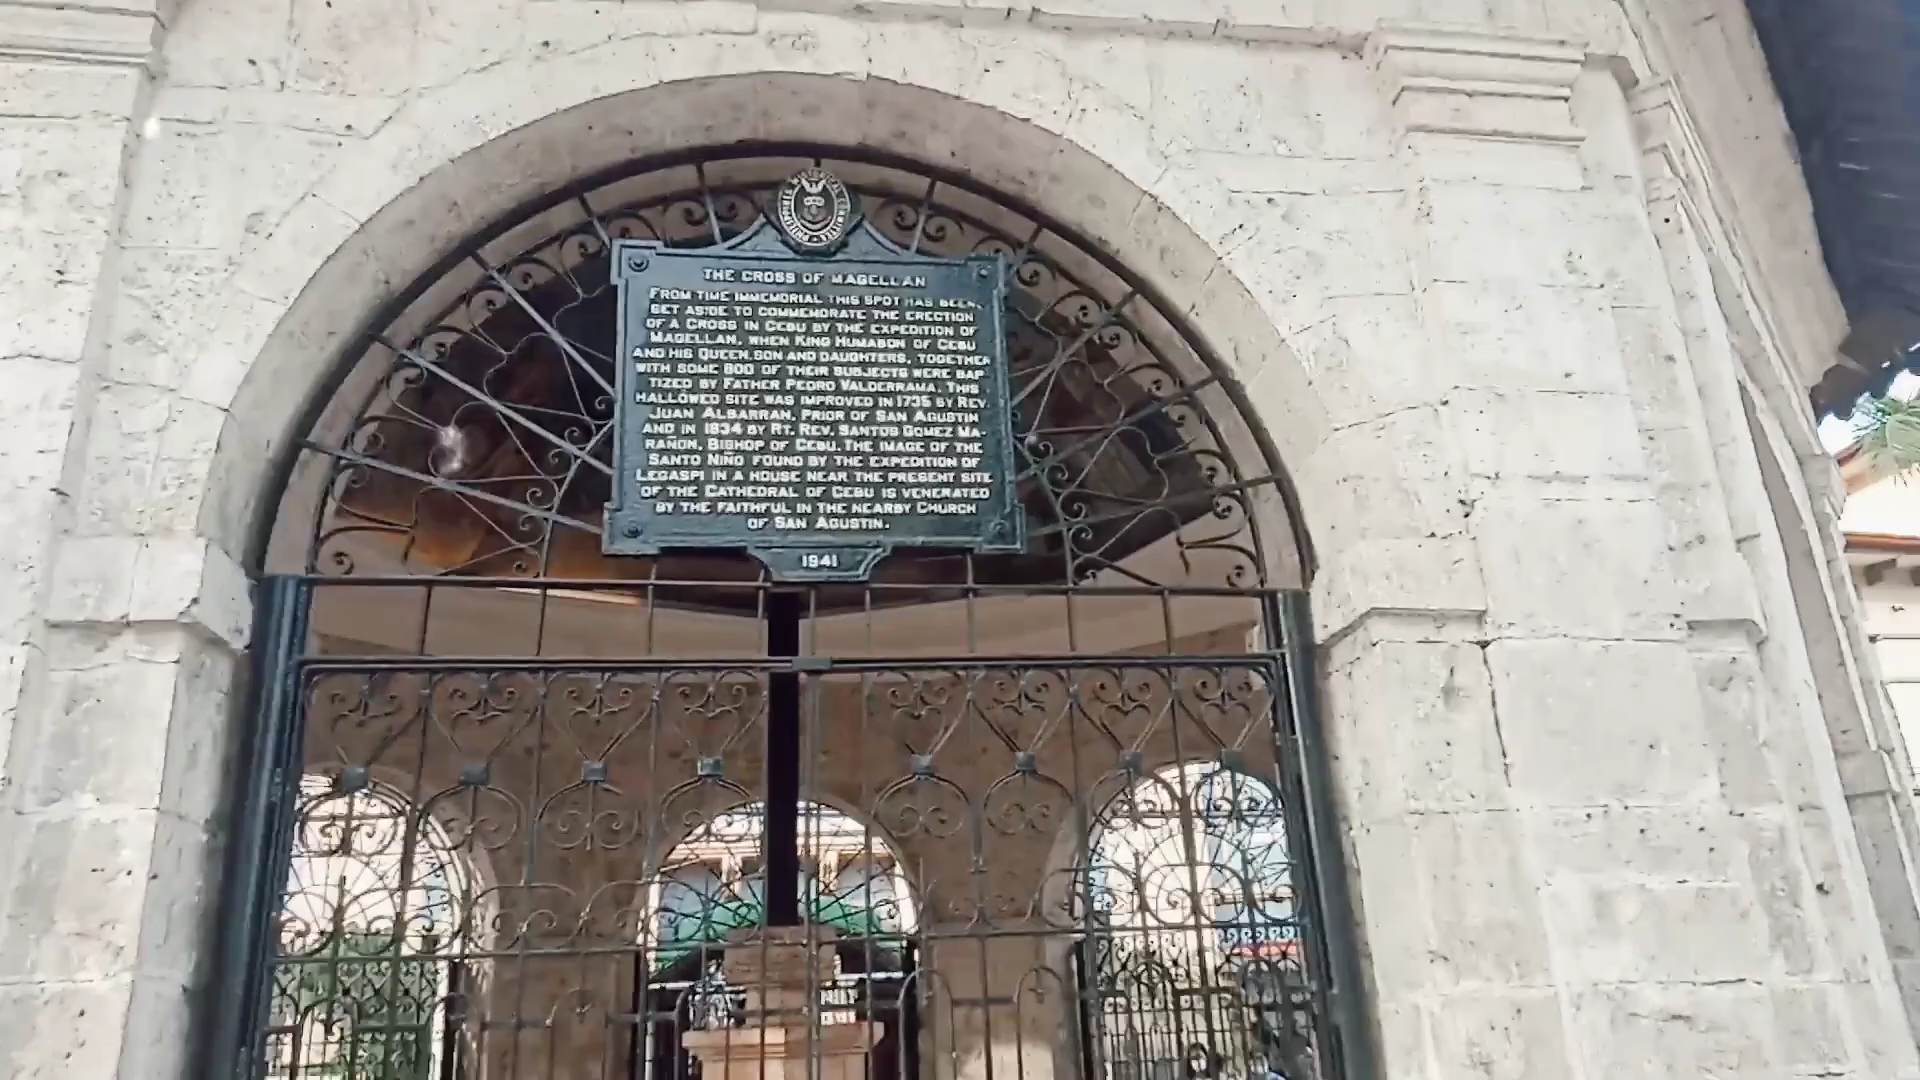 PHILIPPINES HISTORICAL COMMITTEE
THE CROSS OF MAGELLAN
FROM TIME IMMEMORIAL THIS SPOT HAS BEEN
SET ASIDE TO COMMEMORATE THE ERECTION
OF A CROSS IN CEBU BY THE EXPEDITION OF
MAGELLAN, WHEN KING HUMABON OF CEBU
AND HIS QUEEN, SON AND DAUGHTERS, TOGETHER
WITH SOME 800 OF THEIR SUBJECTS WERE BAP
TIZED BY FATHER PEDRO VALDERRAMA. THIS
HALLOWED SITE WAS IMPROVED IN 1735 BY REV.
JUAN ALBARRAN, PRIOR OF SAN AGUSTIN
AND IN 1834 BY RT. REV. SANTOS GOMEZ MA-
RAÑON, BISHOP OF CEBU. THE IMAGE OF THE
SANTO NIÑO FOUND BY THE EXPEDITION OF
LEGASPI IN A HOUSE NEAR THE PRESENT SITE
OF THE CATHEDRAL OF CEBU IS VENERATED
BY THE FAITHFUL IN THE NEARBY CHURCH
OF SAN AGUSTIN.
1941